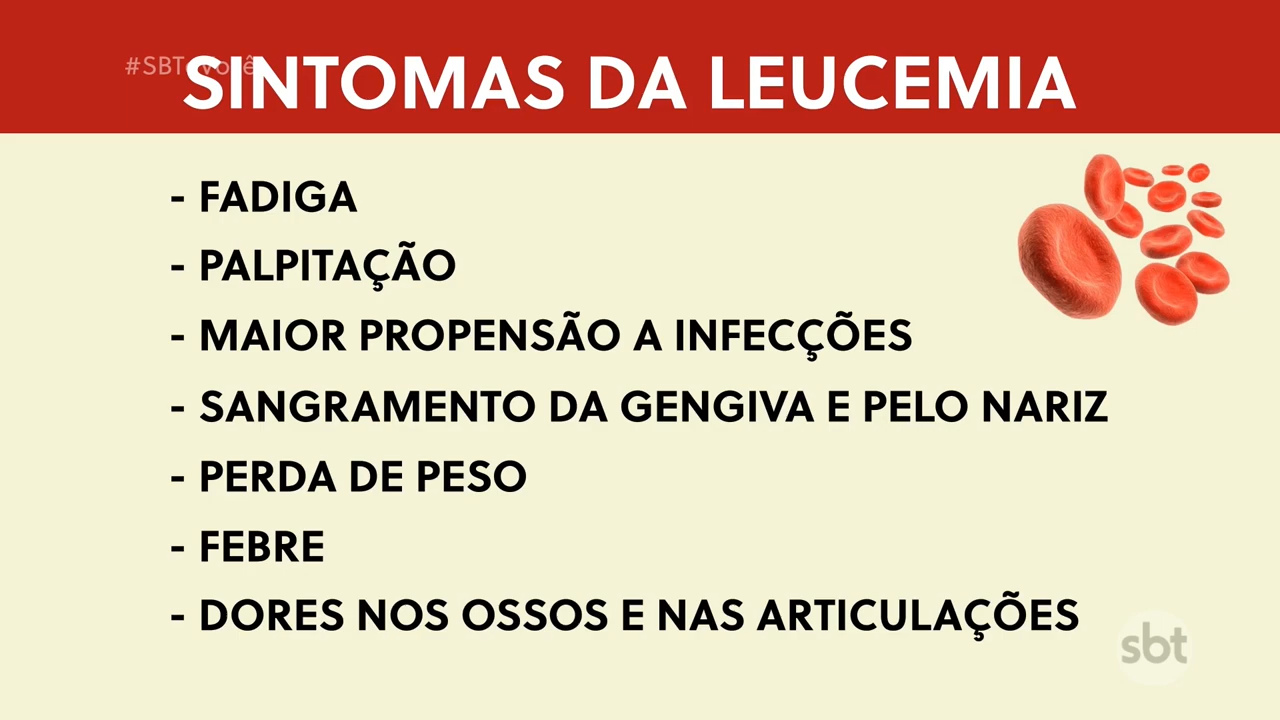 #SBTeVocê
SINTOMAS DA LEUCEMIA
- FADIGA
- PALPITAÇÃO
- MAIOR PROPENSÃO A INFECÇÕES
- SANGRAMENTO DA GENGIVA E PELO NARIZ
- PERDA DE PESO
- FEBRE
- DORES NOS OSSOS E NAS ARTICULAÇÕES
sbt